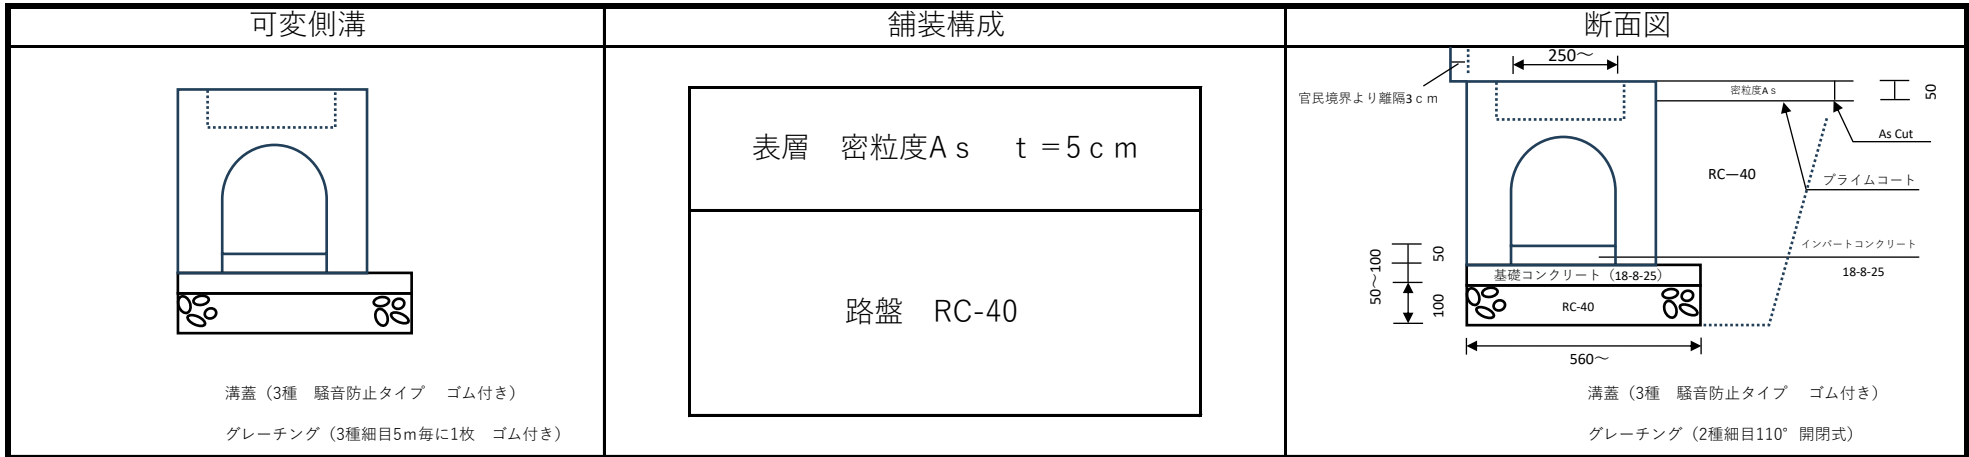 可変側溝
溝蓋（3種　騒音防止タイプ　ゴム付き）
グレーチング（3種細目5ｍ毎に1枚　ゴム付き）
舗装構成
表層　密粒度Aｓ　ｔ＝5ｃｍ
路盤　RC-40
断面図
250～
官民境界より離隔3ｃｍ
密粒度Aｓ
50
As Cut
RC—40
プライムコート
インバートコンクリート
18-8-25
50
50～100
100
基礎コンクリート（18-8-25）
RC-40
560～
溝蓋（3種　騒音防止タイプ　ゴム付き）
グレーチング（2種細目110°開閉式）